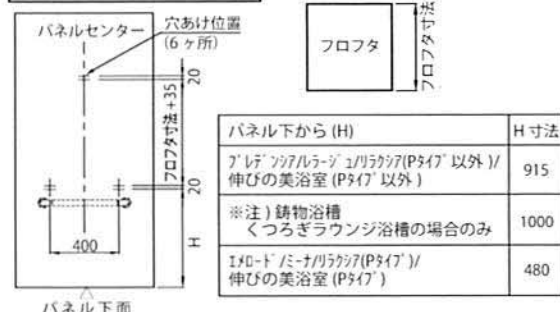 パネルセンター
穴あけ位置
(6ヶ所)
20
フロフタ寸法+35
20
H
400
パネル下面
フロフタ
フロフタ寸法
パネル下から(H)
H寸法
プレデンシア/ルラージュ/リラクシア(Pタイプ以外)/
伸びの美浴室(Pタイプ以外)
915
※注)鋳物浴槽
くつろぎラウンジ浴槽の場合のみ
1000
エメロード/ミーナ/リラクシア(Pタイプ)/
伸びの美浴室(Pタイプ)
480